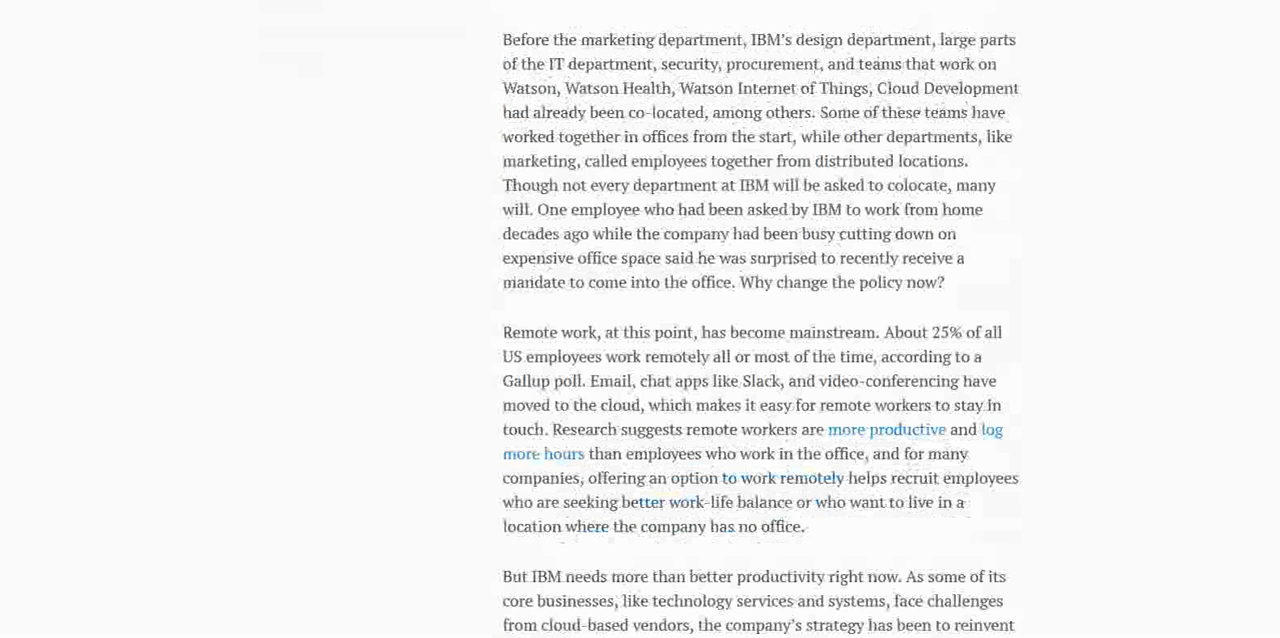 Before the marketing department, IBM's design department, large parts
of the IT department, security, procurement, and teams that work on
Watson, Watson Health, Watson Internet of Things, Cloud Development
had already been co-located, among others. Some of these teams have
worked together in offices from the start, while other departments, like
marketing, called employees together from distributed locations.
Though not every department at IBM will be asked to colocate, many
will. One employee who had been asked by IBM to work from home
decades ago while the company had been busy cutting down on
expensive office space said he was surprised to recently receive a
mandate to come into the office. Why change the policy now?
Remote work, at this point, has become mainstream. About 25% of all
US employees work remotely all or most of the time, according to a
Gallup poll. Email, chat apps like Slack, and video-conferencing have
moved to the cloud, which makes it easy for remote workers to stay in
touch. Research suggests remote workers are more productive and log
more hours than employees who work in the office, and for many
companies, offering an option to work remotely helps recruit employees
who are seeking better work-life balance or who want to live in a
location where the company has no office.
But IBM needs more than better productivity right now. As some of its
core businesses, like technology services and systems, face challenges
from cloud-based vendors, the company's strategy has been to reinvent